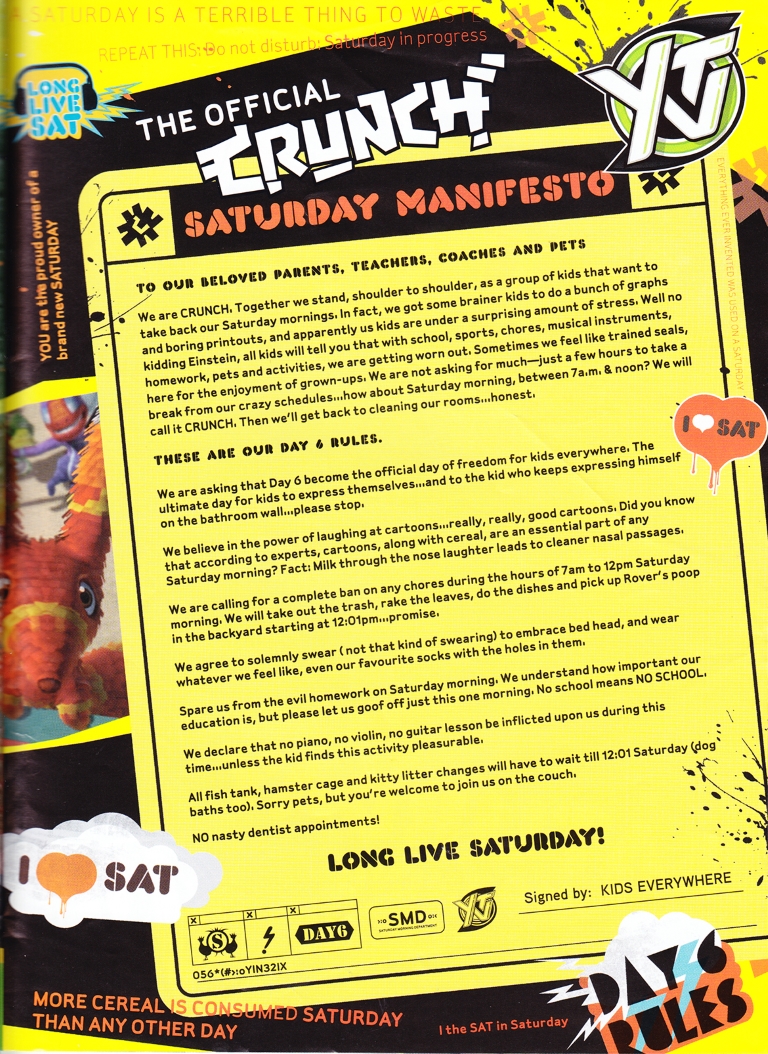 A SATURDAY IS A TERRIBLE THING TO WASTE
REPEAT THIS: Do not disturb: Saturday in progress
LONG
LIVE
SAT
THE OFFICIAL
CRUNCH
YTV
SATURDAY MANIFESTO
YOU are the proud owner of a
brand new SATURDAY
EVERYTHING EVER INVENTED WAS USED ON A SATURDAY
TO OUR BELOVED PARENTS, TEACHERS, COACHES AND PETS
We are CRUNCH. Together we stand, shoulder to shoulder, as a group of kids that want to
take back our Saturday mornings. In fact, we got some brainer kids to do a bunch of graphs
and boring printouts, and apparently us kids are under a surprising amount of stress. Well no
kidding Einstein, all kids will tell you that with school, sports, chores, musical instruments,
homework, pets and activities, we are getting worn out. Sometimes we feel like trained seals,
here for the enjoyment of grown-ups. We are not asking for much—just a few hours to take a
break from our crazy schedules...how about Saturday morning, between 7a.m. & noon? We will
call it CRUNCH. Then we'll get back to cleaning our rooms...honest.
I SAT
THESE ARE OUR DAY 6 RULES.
We are asking that Day 6 become the official day of freedom for kids everywhere. The
ultimate day for kids to express themselves...and to the kid who keeps expressing himself
on the bathroom wall...please stop.
We believe in the power of laughing at cartoons...really, really, good cartoons. Did you know
that according to experts, cartoons, along with cereal, are an essential part of any
Saturday morning? Fact: Milk through the nose laughter leads to cleaner nasal passages.
We are calling for a complete ban on any chores during the hours of 7am to 12pm Saturday
morning. We will take out the trash, rake the leaves, do the dishes and pick up Rover's poop
in the backyard starting at 12:01pm...promise.
We agree to solemnly swear ( not that kind of swearing) to embrace bed head, and wear
whatever we feel like, even our favourite socks with the holes in them.
Spare us from the evil homework on Saturday morning. We understand how important our
education is, but please let us goof off just this one morning. No school means NO SCHOOL.
We declare that no piano, no violin, no guitar lesson be inflicted upon us during this
time...unless the kid finds this activity pleasurable.
All fish tank, hamster cage and kitty litter changes will have to wait till 12:01 Saturday (dog
baths too). Sorry pets, but you're welcome to join us on the couch.
NO nasty dentist appointments!
LONG LIVE SATURDAY!
I SAT
X X X
S DAY6
SMD
SATURDAY MORNING DEPARTMENT
YTV
Signed by: KIDS EVERYWHERE
056*(#>:oYIN32IX
DAY 6
RULES
MORE CEREAL IS CONSUMED SATURDAY
THAN ANY OTHER DAY
I the SAT in Saturday